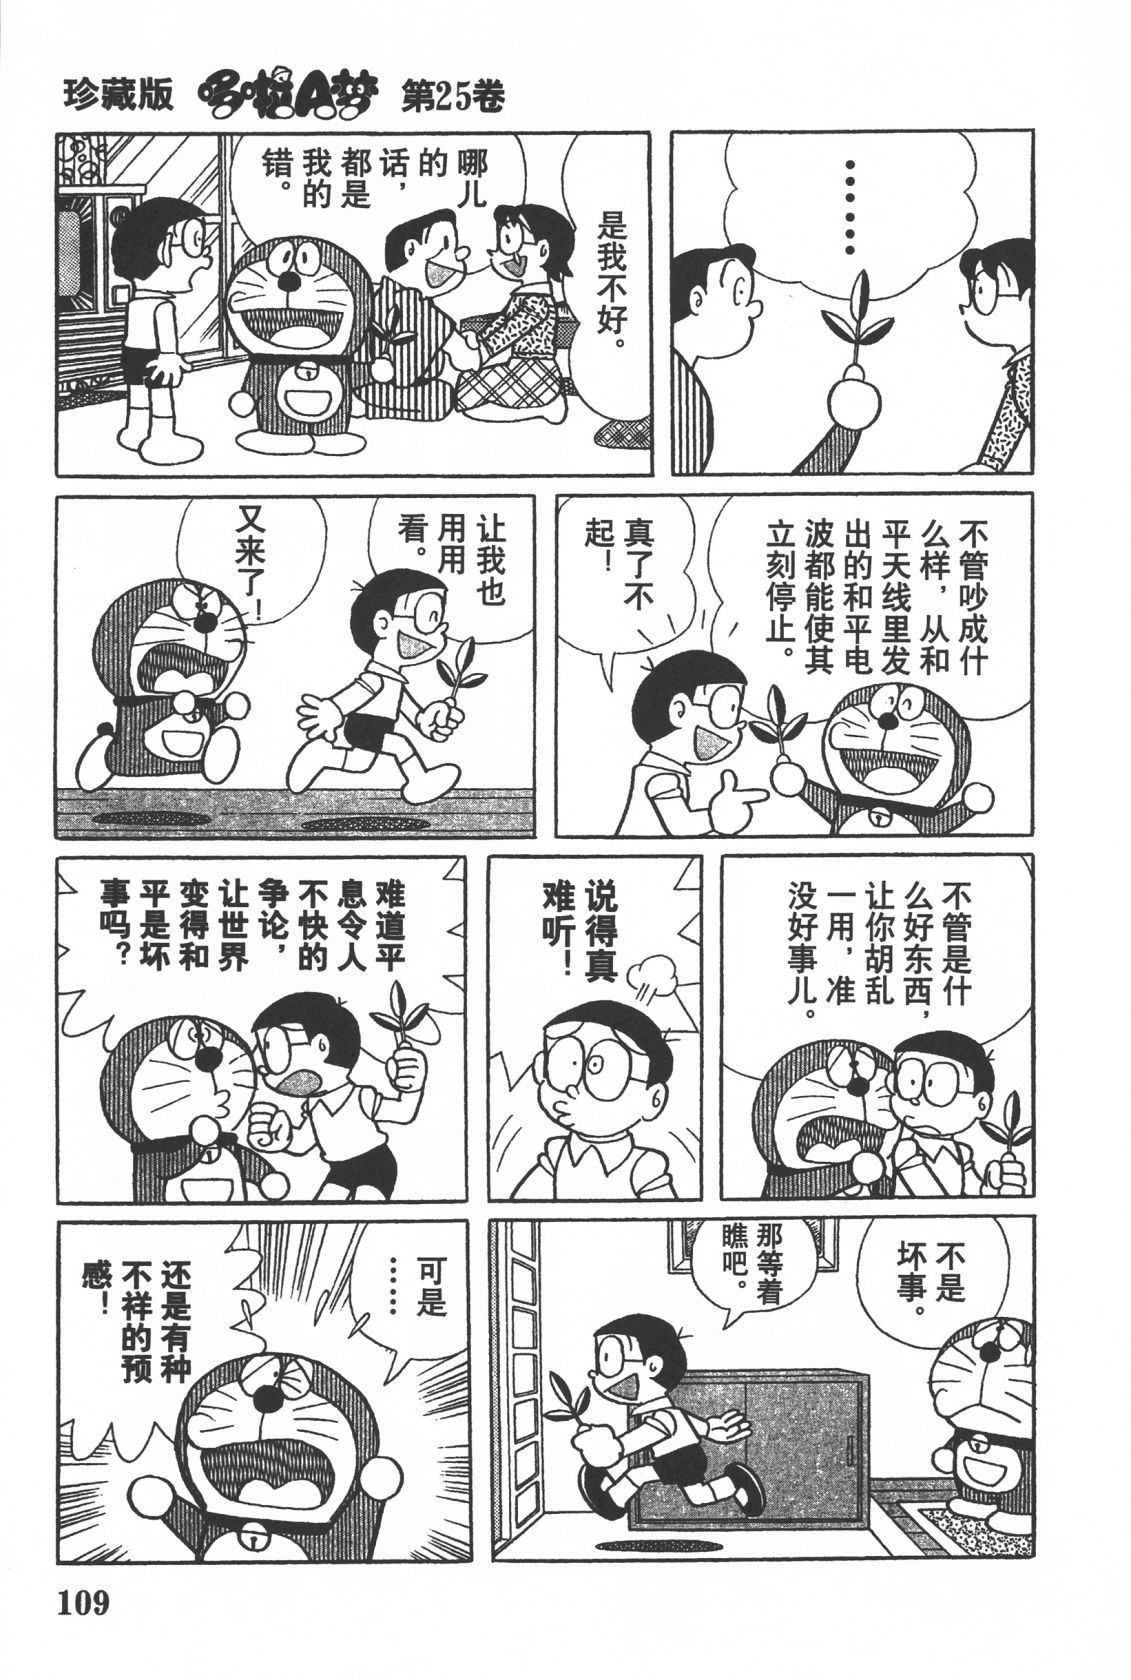 珍藏版 哆啦A梦 第25卷
……
是我不好。
哪儿
的
话，
都是
我的
错。
不管吵成什
么样，从和
平天线里发
出的和平电
波都能使其
立刻停止。
真了不
起！
让我也
用用
看。
又来了！
不管是什
么好东西，
让你胡乱
一用，准
没好事儿。
说得真
难听！
难道平
息令人
不快的
争论，
让世界
变得和
平是坏
事吗？
不是
坏事。
那等着
瞧吧。
可是
……
还是有种
不祥的预
感！
109